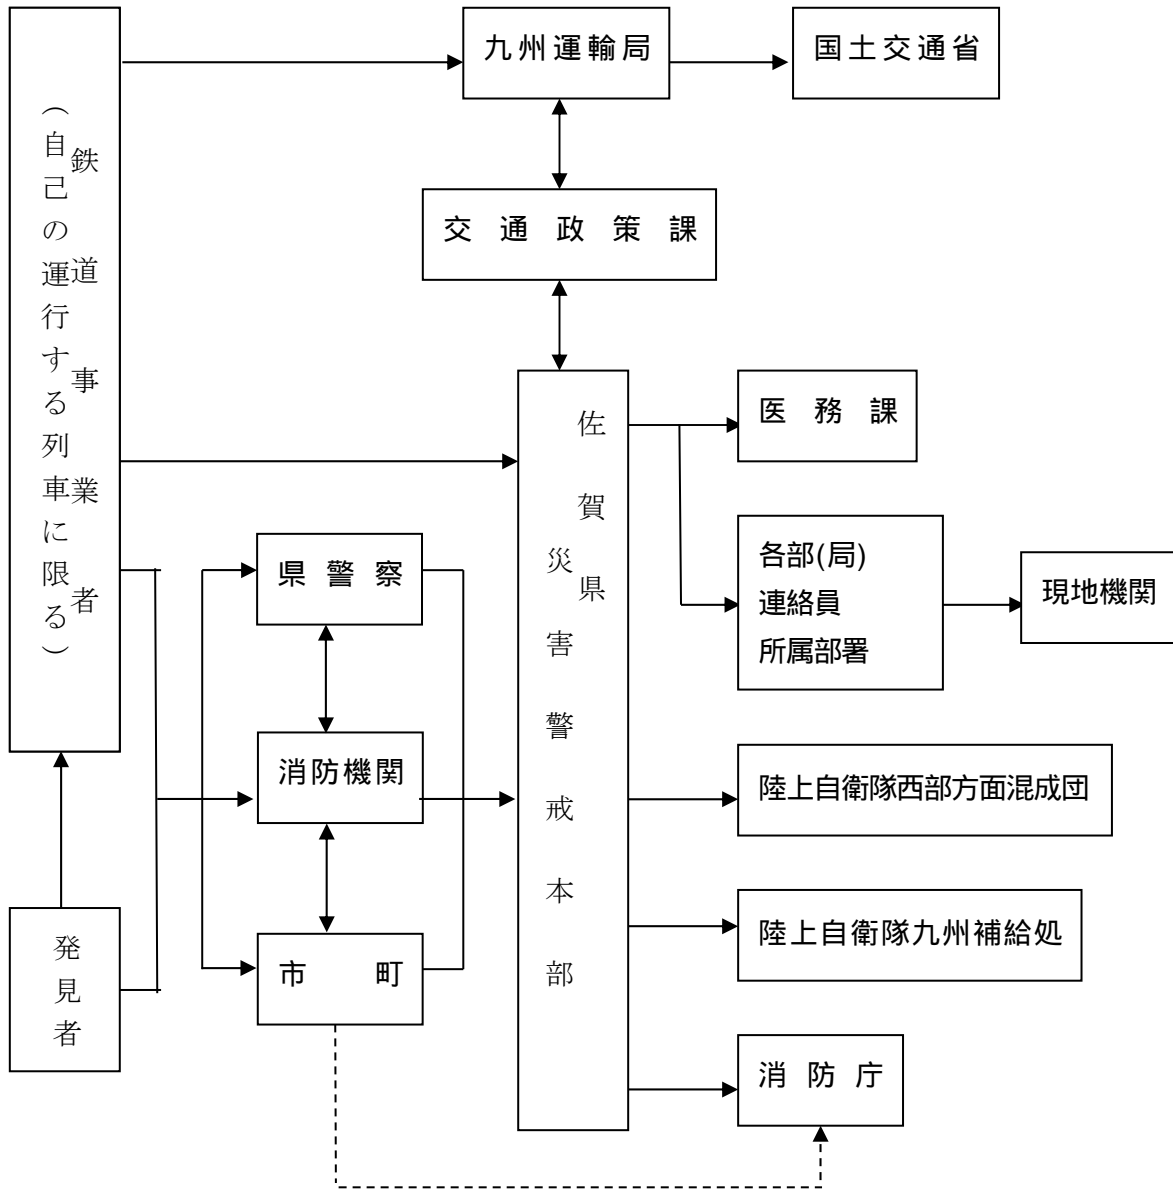 鉄道事業者
（自己の運行する列車に限る）
九州運輸局
国土交通省
交通政策課
佐賀県
災害警戒本部
医務課
各部(局)
連絡員
所属部署
現地機関
県警察
消防機関
市町
陸上自衛隊西部方面混成団
陸上自衛隊九州補給処
消防庁
発見者